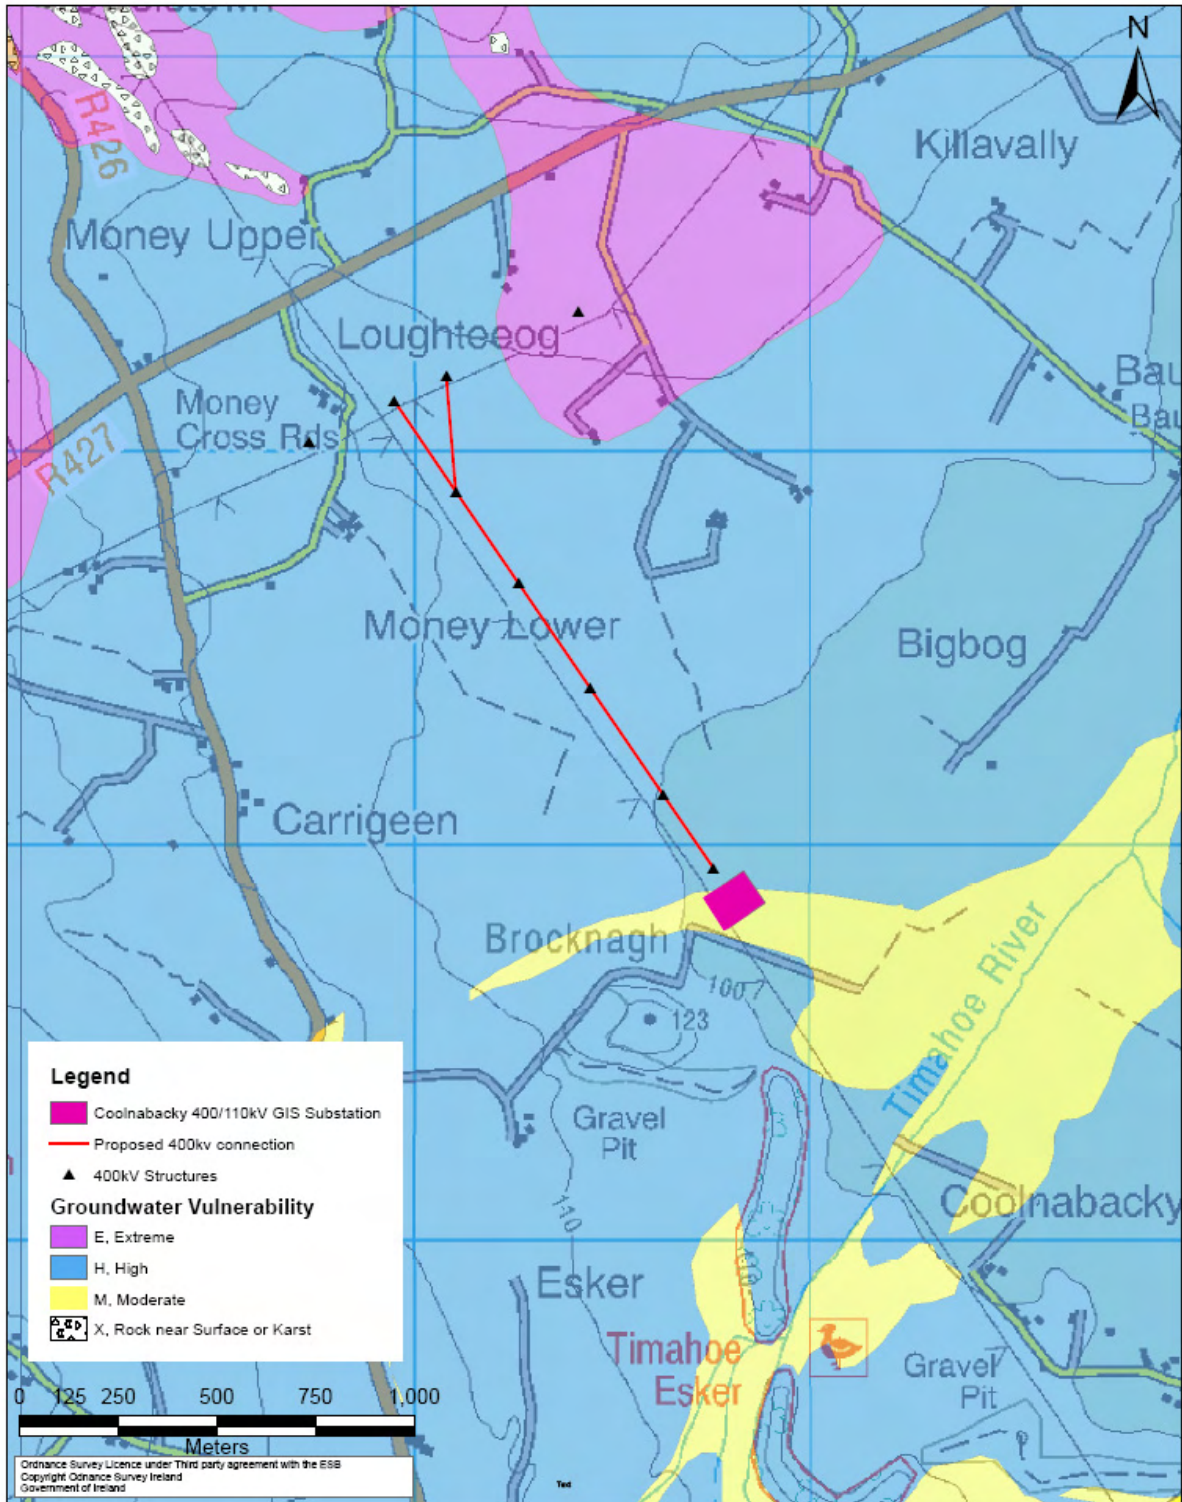 N
R426
Killavally
Money Upper
Loughteeog
Bau
Bau
Money
Cross Rds
R427
Money Lower
Bigbog
Carrigeen
Brocknagh
100
123
Timahoe River
Gravel
Pit
110
Coolnabacky
Esker
Timahoe
Esker
Gravel
Pit
Legend
Coolnabacky 400/110kV GIS Substation
Proposed 400kv connection
400kV Structures
Groundwater Vulnerability
E, Extreme
H, High
M, Moderate
X, Rock near Surface or Karst
0 125 250 500 750 1,000
Meters
Ordnance Survey Licence under Third party agreement with the ESB
Copyright Odnance Survey Ireland
Government of Ireland
Text